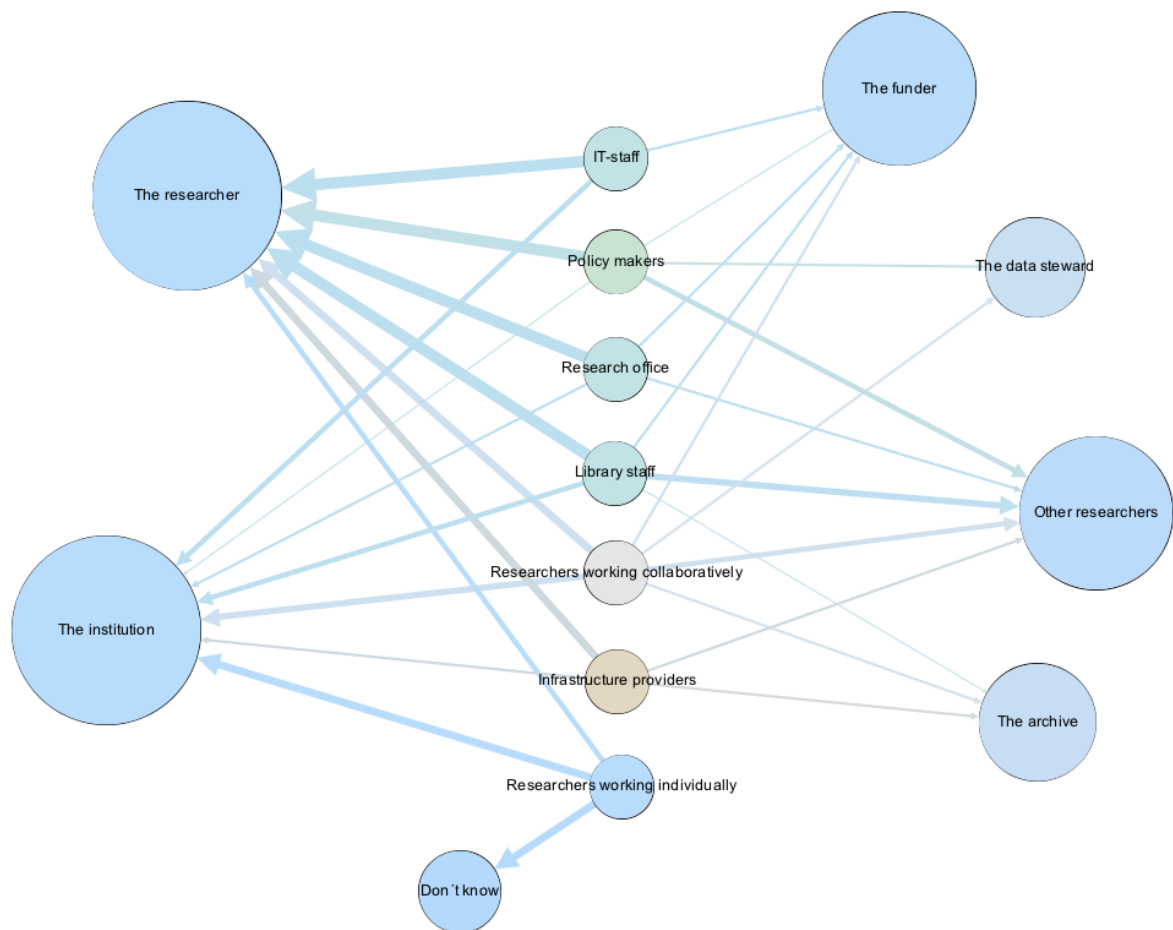 The funder
IT-staff
The researcher
Policy makers
The data steward
Research office
Library staff
Other researchers
Researchers working collaboratively
The institution
Infrastructure providers
The archive
Researchers working individually
Don´t know